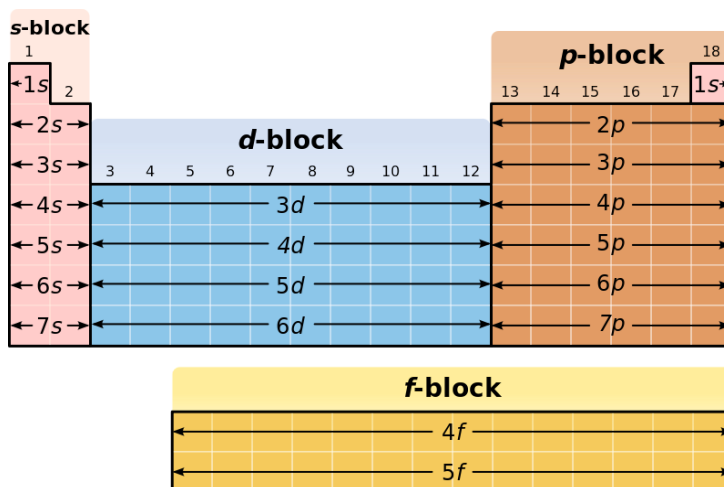 s-block
1
18
p-block
1s
2
13 14 15 16 17
1s
2s
2p
d-block
3s
3 4 5 6 7 8 9 10 11 12
3p
4s
3d
4p
5s
4d
5p
6s
5d
6p
7s
6d
7p
f-block
4f
5f